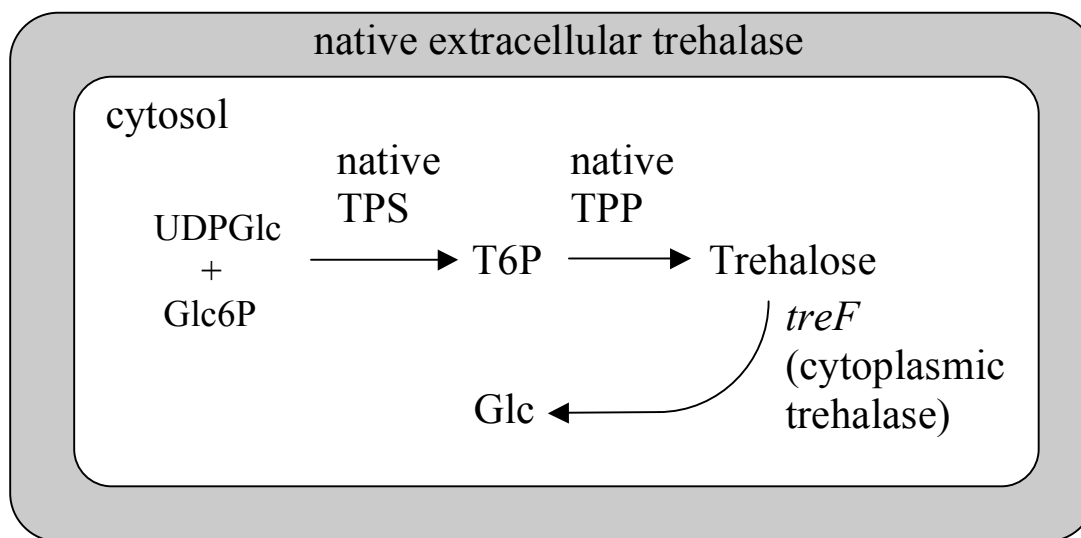 native extracellular trehalase
cytosol
native
TPS
native
TPP
UDPGlc
+
Glc6P
T6P
Trehalose
treF
(cytoplasmic
trehalase)
Glc